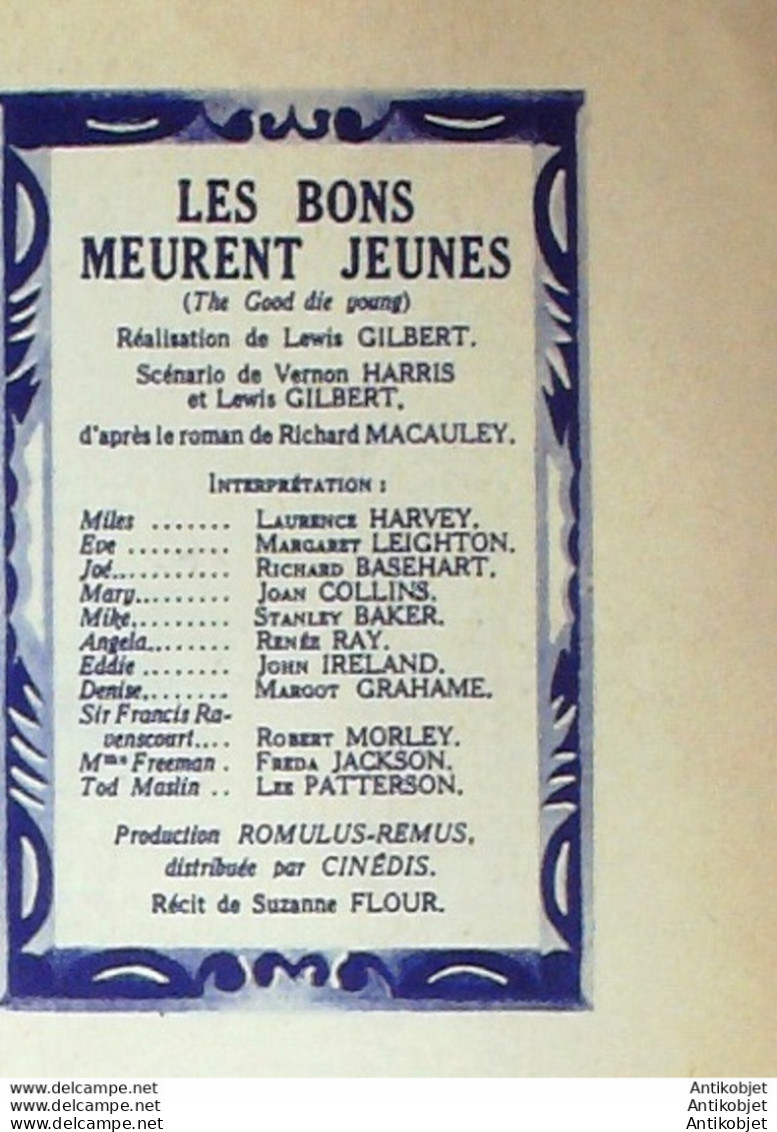 LES BONS
MEURENT JEUNES
(The Good die young)
Réalisation de Lewis GILBERT.
Scénario de Vernon HARRIS
et Lewis GILBERT,
d'après le roman de Richard MACAULEY.
INTERPRÉTATION :
Miles ....... LAURENCE HARVEY.
Eve ......... MARGARET LEIGHTON.
Joé........... RICHARD BASEHART.
Mary......... JOAN COLLINS.
Mike.......... STANLEY BAKER.
Angela........ RENÉE RAY.
Eddie ....... JOHN IRELAND.
Denise........ MARGOT GRAHAME.
Sir Francis Ra-
venscourt.... ROBERT MORLEY.
Mme Freeman . FREDA JACKSON.
Tod Maslin .. LEE PATTERSON.
Production ROMULUS-REMUS,
distribuée par CINÉDIS.
Récit de Suzanne FLOUR.
www.delcampe.net
www.delcampe.net
www.delcampe.net
Antikobjet
Antikobjet
Antikobjet